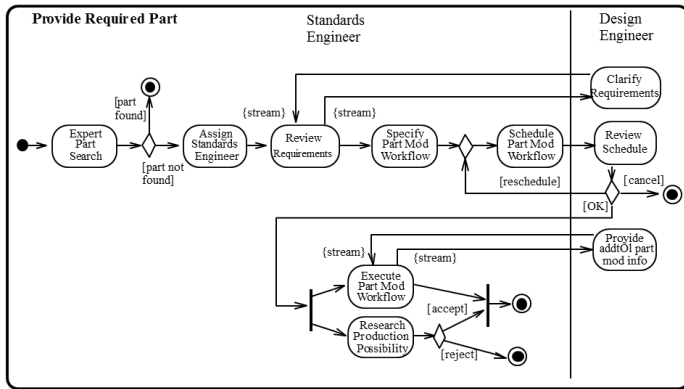 Provide Required Part
Standards
Engineer
Design
Engineer
[part
found]
{stream}
{stream}
Clarify
Requirements
Expert
Part
Search
Assign
Standards
Engineer
Review
Requirements
Specify
Part Mod
Workflow
Schedule
Part Mod
Workflow
Review
Schedule
[part not
found]
[reschedule]
[cancel]
[OK]
{stream}
{stream}
Provide
addtOl part
mod info
Execute
Part Mod
Workflow
[accept]
Research
Production
Possibility
[reject]